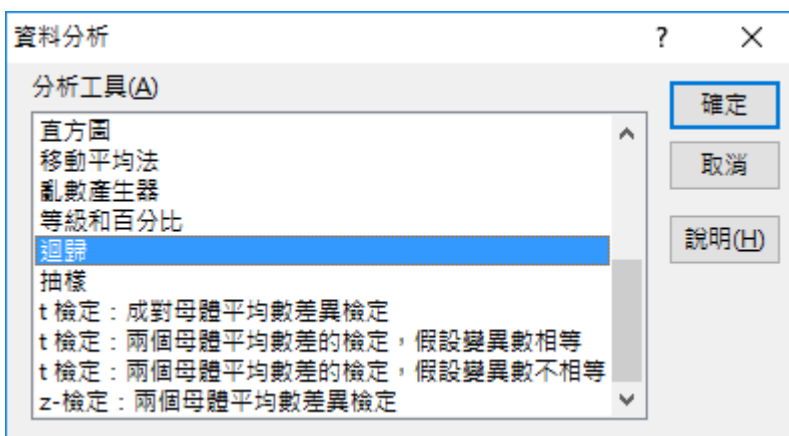 資料分析
?
分析工具(A)
直方圖
移動平均法
亂數產生器
等級和百分比
迴歸
抽樣
t 檢定：成對母體平均數差異檢定
t 檢定：兩個母體平均數差的檢定，假設變異數相等
t 檢定：兩個母體平均數差的檢定，假設變異數不相等
z-檢定：兩個母體平均數差異檢定
確定
取消
說明(H)